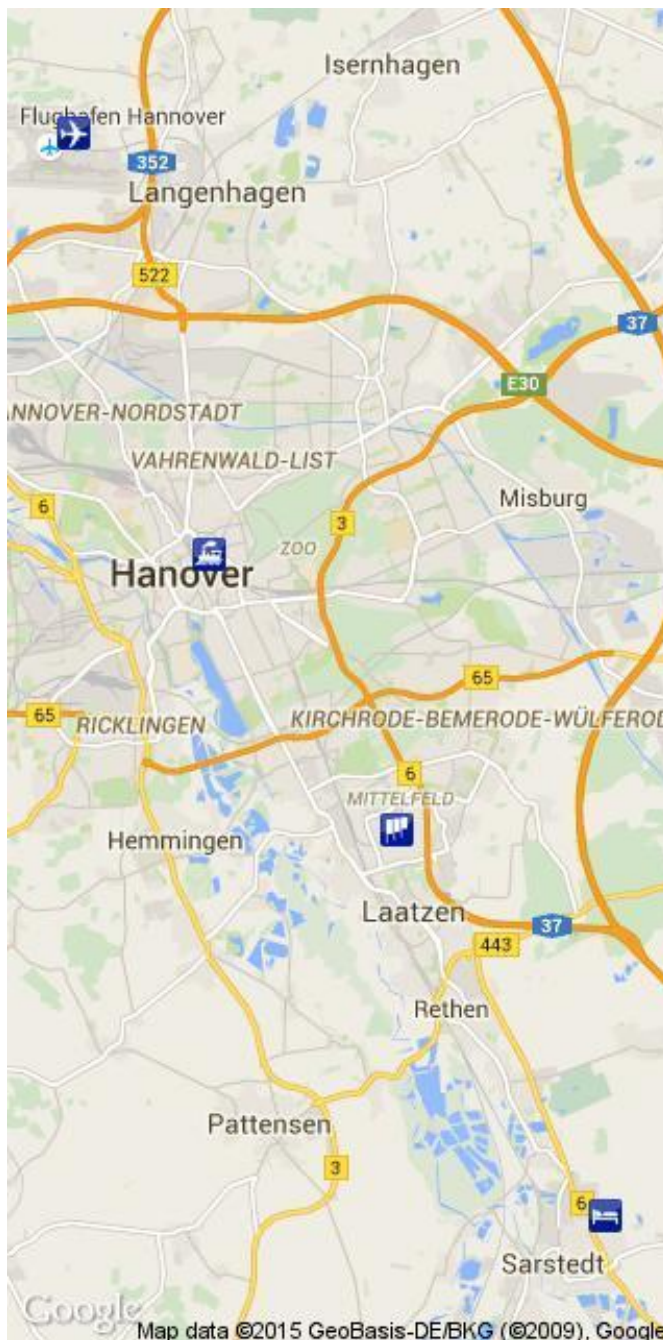 Isernhagen
Flughafen Hannover
352
Langenhagen
522
37
E30
ANNOVER-NORDSTADT
VAHRENWALD-LIST
Misburg
6
3
ZOO
Hanover
65
65
RICKLINGEN
KIRCHRODE-BEMERODE-WÜLFEROD
6
MITTELFELD
Hemmingen
Laatzen
37
443
Rethen
Pattensen
3
6
Sarstedt
Google
Map data ©2015 GeoBasis-DE/BKG (©2009), Google